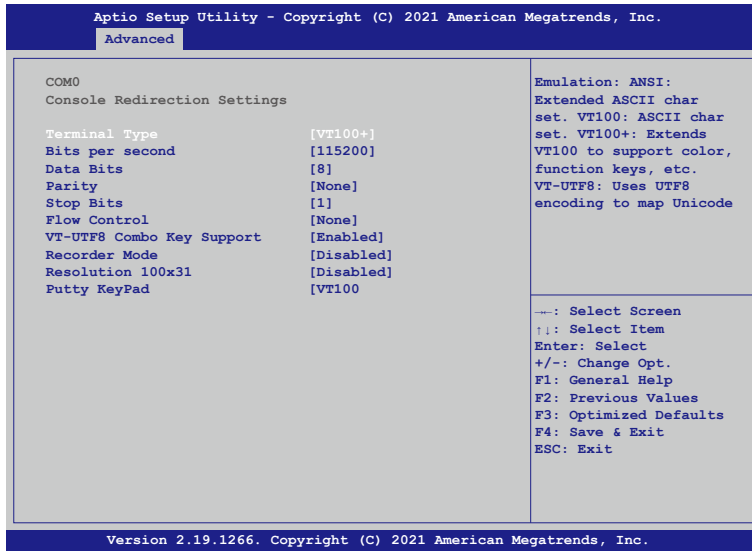 Aptio Setup Utility - Copyright (C) 2021 American Megatrends, Inc.
Advanced
COM0
Console Redirection Settings
Terminal Type [VT100+]
Bits per second [115200]
Data Bits [8]
Parity [None]
Stop Bits [1]
Flow Control [None]
VT-UTF8 Combo Key Support [Enabled]
Recorder Mode [Disabled]
Resolution 100x31 [Disabled]
Putty KeyPad [VT100
Emulation: ANSI:
Extended ASCII char
set. VT100: ASCII char
set. VT100+: Extends
VT100 to support color,
function keys, etc.
VT-UTF8: Uses UTF8
encoding to map Unicode
→←: Select Screen
↑↓: Select Item
Enter: Select
+/-: Change Opt.
F1: General Help
F2: Previous Values
F3: Optimized Defaults
F4: Save & Exit
ESC: Exit
Version 2.19.1266. Copyright (C) 2021 American Megatrends, Inc.